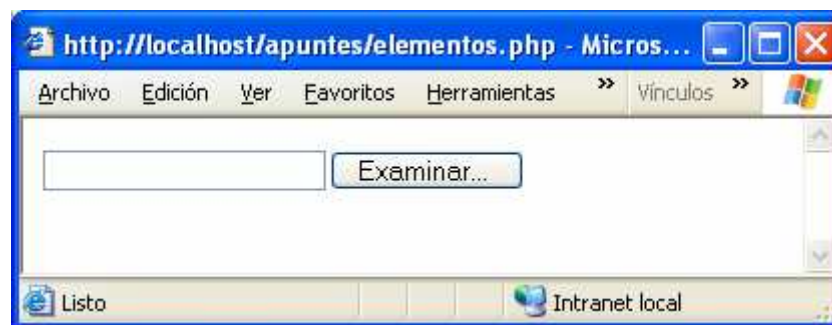 http://localhost/apuntes/elementos.php - Micros...
Archivo Edición Ver Favoritos Herramientas » Vínculos »
Examinar...
Listo Intranet local